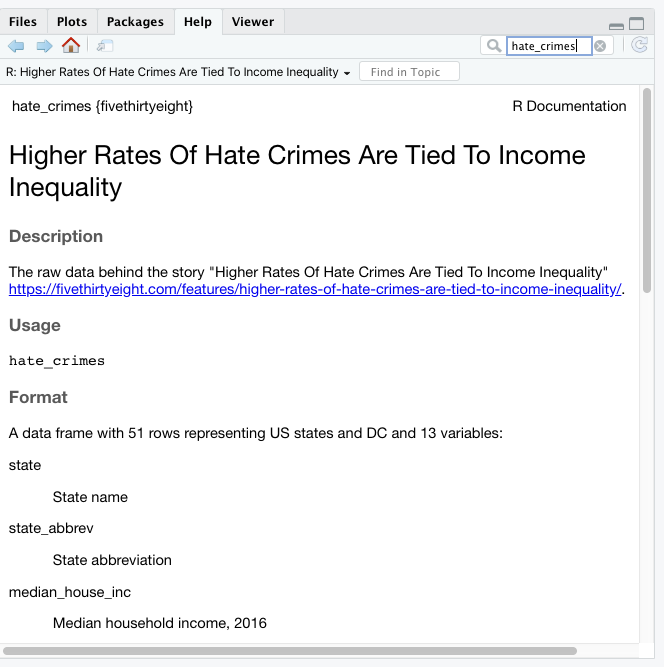 Files Plots Packages Help Viewer
hate_crimes
R: Higher Rates Of Hate Crimes Are Tied To Income Inequality Find in Topic
hate_crimes {fivethirtyeight} R Documentation
Higher Rates Of Hate Crimes Are Tied To Income
Inequality
Description
The raw data behind the story "Higher Rates Of Hate Crimes Are Tied To Income Inequality"
https://fivethirtyeight.com/features/higher-rates-of-hate-crimes-are-tied-to-income-inequality/.
Usage
hate_crimes
Format
A data frame with 51 rows representing US states and DC and 13 variables:
state
State name
state_abbrev
State abbreviation
median_house_inc
Median household income, 2016